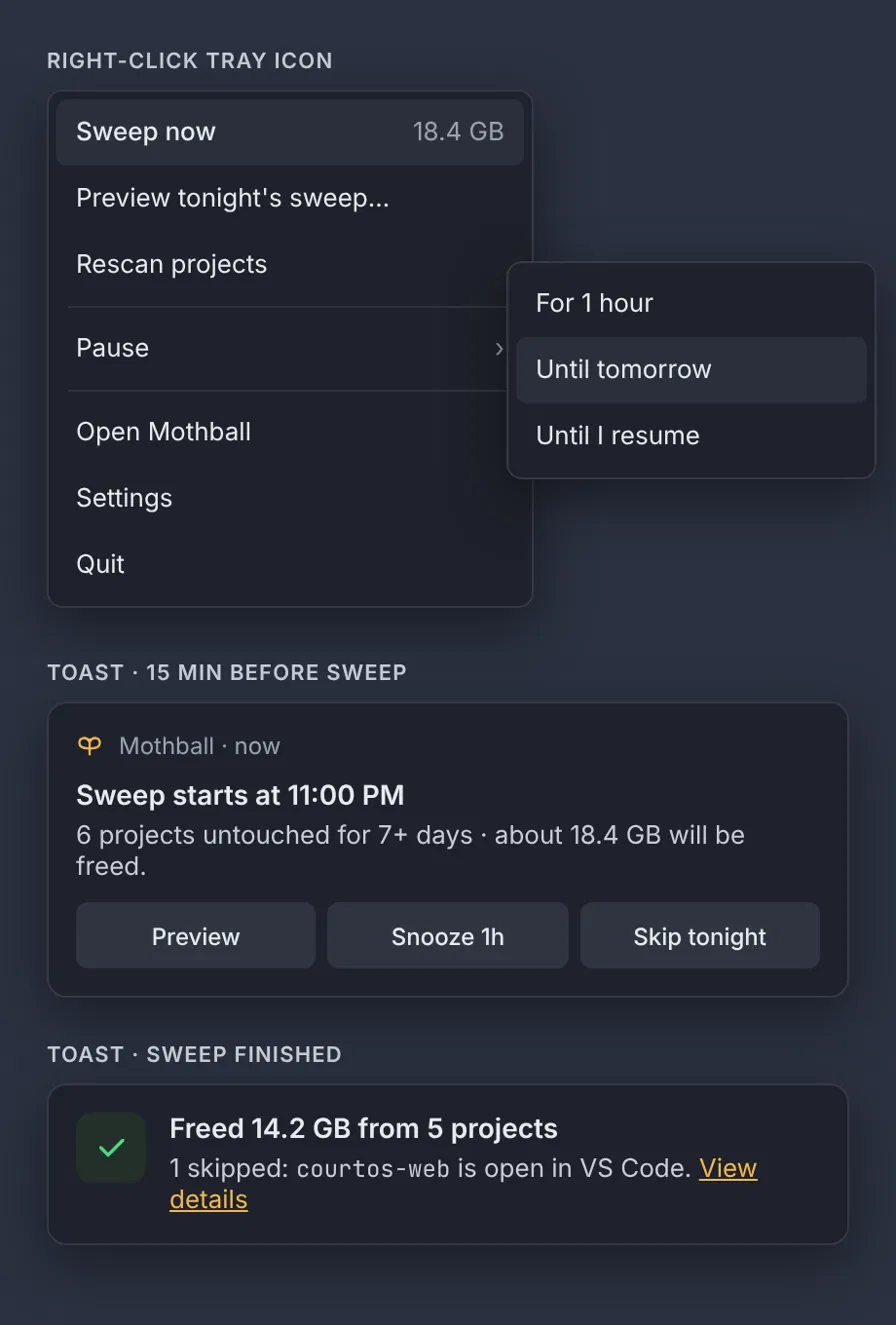 RIGHT-CLICK TRAY ICON
Sweep now 18.4 GB
Preview tonight's sweep...
Rescan projects
Pause ›
For 1 hour
Until tomorrow
Until I resume
Open Mothball
Settings
Quit
TOAST · 15 MIN BEFORE SWEEP
Mothball · now
Sweep starts at 11:00 PM
6 projects untouched for 7+ days · about 18.4 GB will be
freed.
Preview Snooze 1h Skip tonight
TOAST · SWEEP FINISHED
Freed 14.2 GB from 5 projects
1 skipped: courtos-web is open in VS Code. View
details